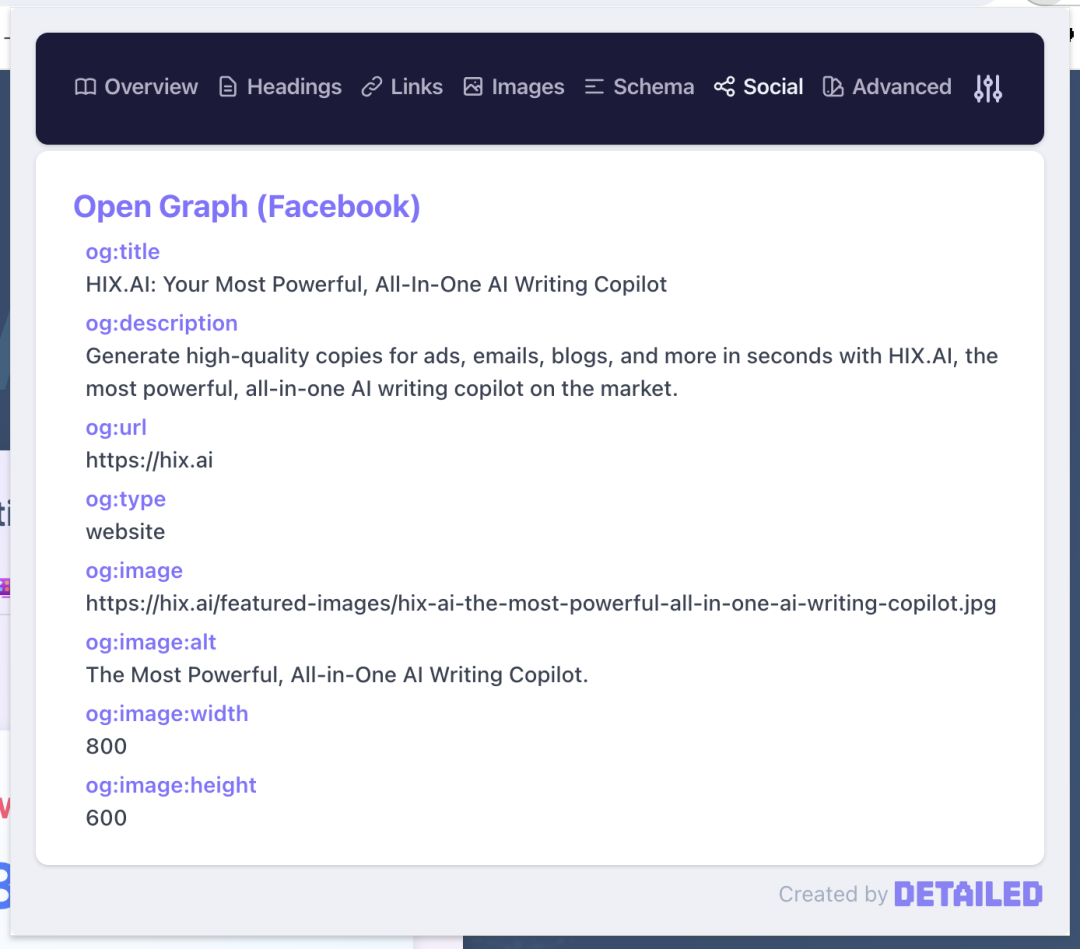 Overview Headings Links Images Schema Social Advanced
Open Graph (Facebook)
og:title
HIX.AI: Your Most Powerful, All-In-One AI Writing Copilot
og:description
Generate high-quality copies for ads, emails, blogs, and more in seconds with HIX.AI, the
most powerful, all-in-one AI writing copilot on the market.
og:url
https://hix.ai
og:type
website
og:image
https://hix.ai/featured-images/hix-ai-the-most-powerful-all-in-one-ai-writing-copilot.jpg
og:image:alt
The Most Powerful, All-in-One AI Writing Copilot.
og:image:width
800
og:image:height
600
Created by DETAILED